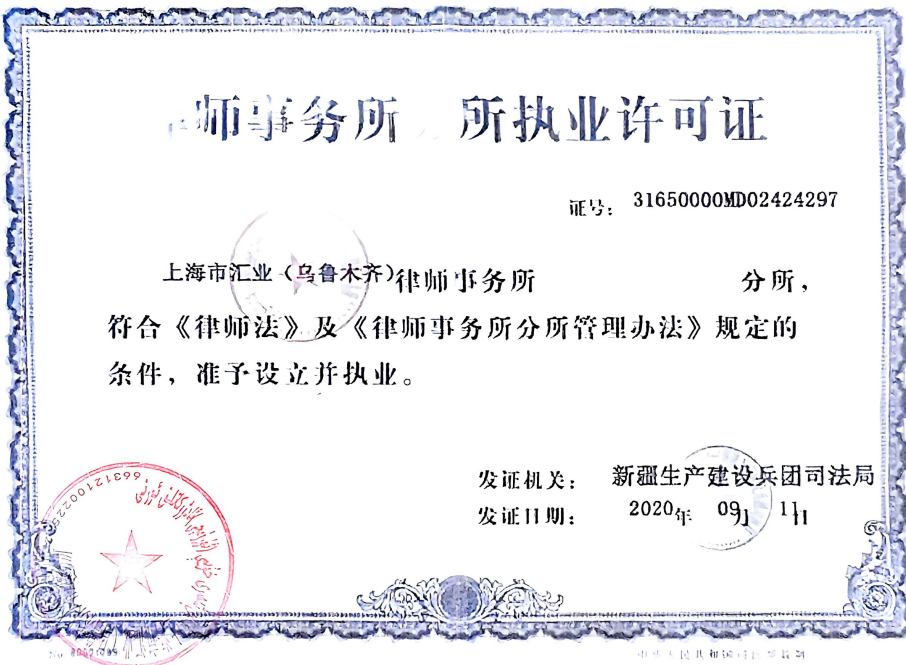 师事务所 所执业许可证
证号: 31650000MD02424297
上海市汇业（乌鲁木齐）律师事务所 分所，
符合《律师法》及《律师事务所分所管理办法》规定的
条件，准予设立并执业。
发证机关: 新疆生产建设兵团司法局
发证日期: 2020年 09月 11日